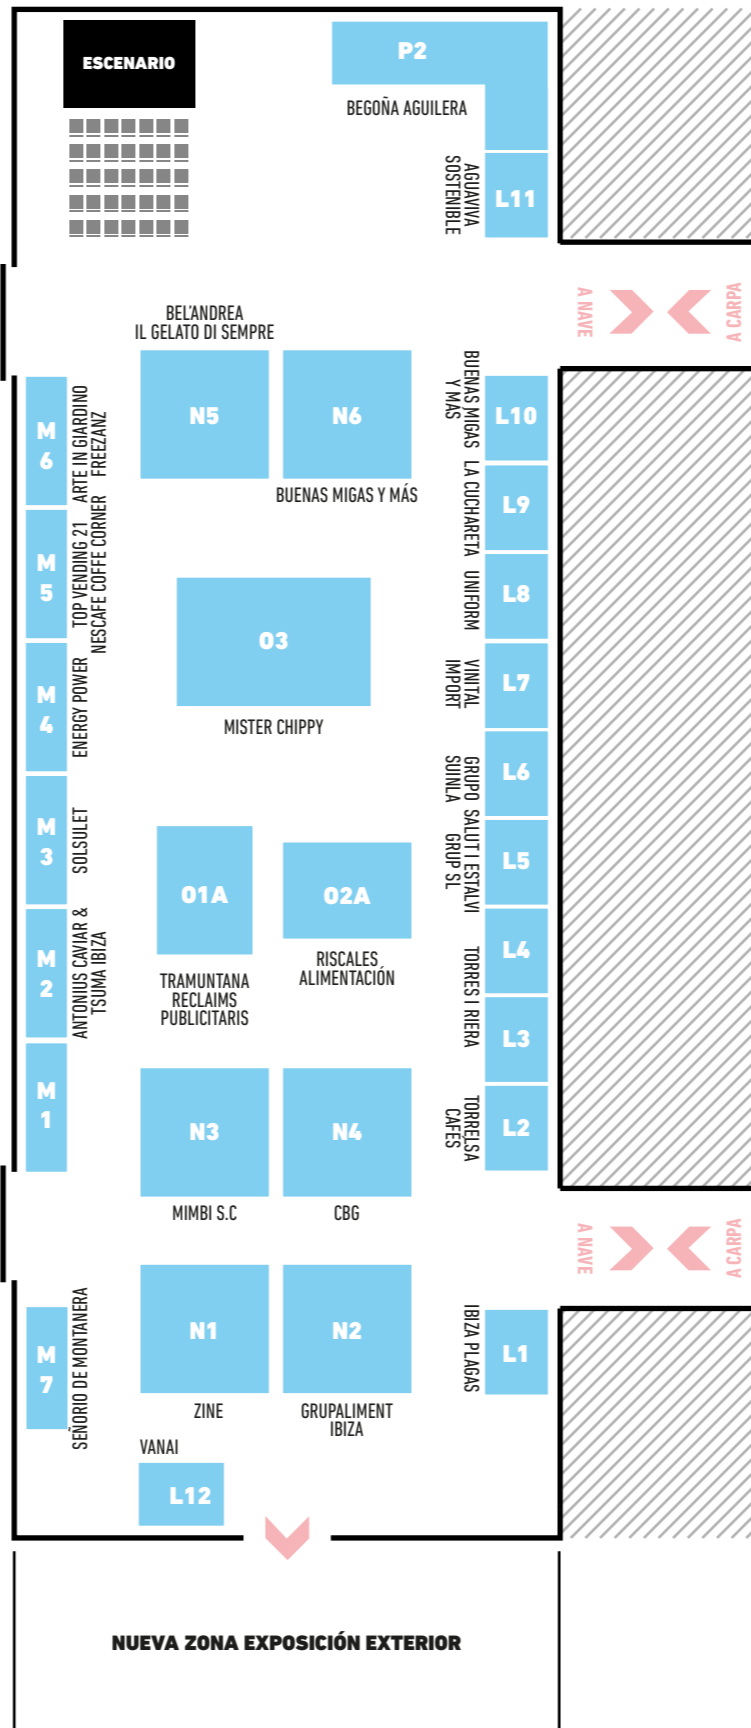 ESCENARIO
P2
BEGOÑA AGUILERA
AGUAVIVA
SOSTENIBLE
L11
A NAVE
A CARPA
BEL'ANDREA
IL GELATO DI SEMPRE
N5
N6
BUENAS MIGAS Y MÁS
M
6
ARTE IN GIARDINO
FREEZANZ
BUENAS MIGAS
Y MAS
L10
M
5
TOP VENDING 21
NESCAFE COFFE CORNER
LA CUCHARETA
L9
UNIFORM
L8
O3
MISTER CHIPPY
M
4
ENERGY POWER
VINITAL
IMPORT
L7
GRUPO
SUINLA
L6
M
3
SOLSULET
SALUT I ESTALVI
GRUP SL
L5
O1A
TRAMUNTANA
RECLAIMS
PUBLICITARIS
O2A
RISCALES
ALIMENTACIÓN
M
2
ANTONIUS CAVIAR &
TSUMA IBIZA
L4
TORRES I RIERA
L3
M
1
N3
MIMBI S.C
N4
CBG
TORRELSA
CAFÉS
L2
A NAVE
A CARPA
M
7
SEÑORIO DE MONTANERA
N1
ZINE
N2
GRUPALIMENT
IBIZA
IBIZA PLAGAS
L1
VANAI
L12
NUEVA ZONA EXPOSICIÓN EXTERIOR